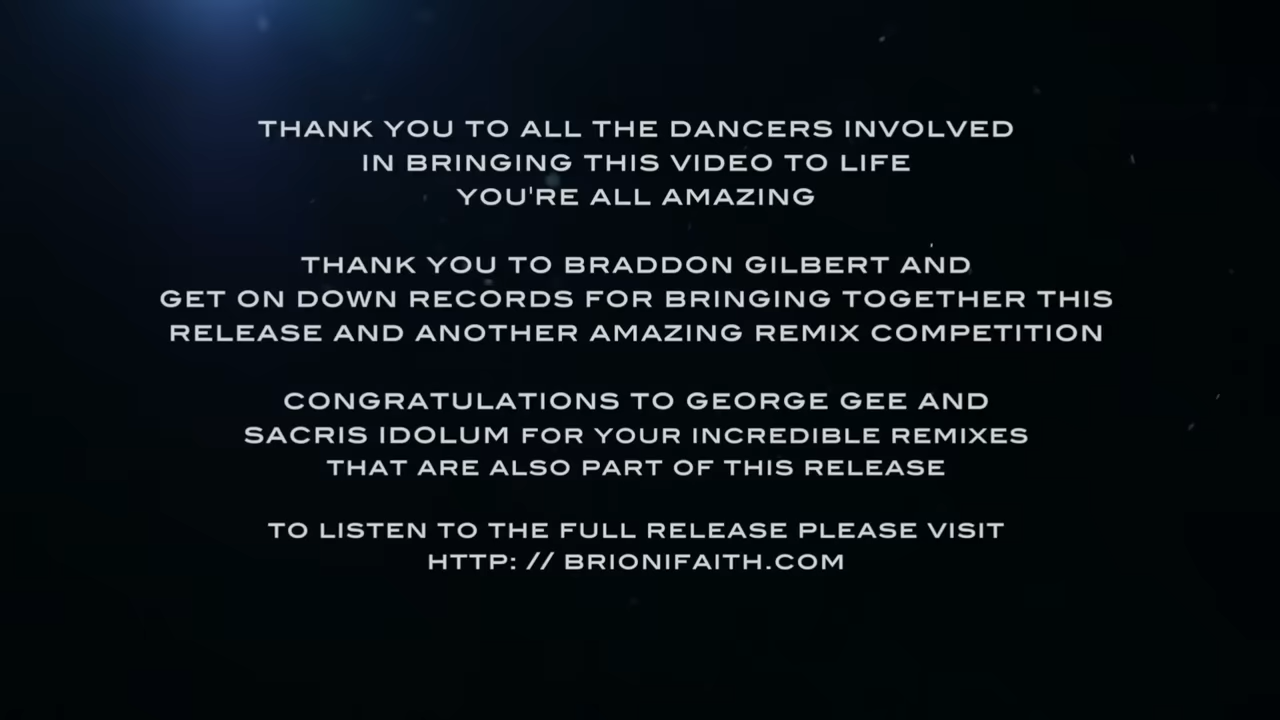 THANK YOU TO ALL THE DANCERS INVOLVED
IN BRINGING THIS VIDEO TO LIFE
YOU'RE ALL AMAZING
THANK YOU TO BRADDON GILBERT AND
GET ON DOWN RECORDS FOR BRINGING TOGETHER THIS
RELEASE AND ANOTHER AMAZING REMIX COMPETITION
CONGRATULATIONS TO GEORGE GEE AND
SACRIS IDOLUM FOR YOUR INCREDIBLE REMIXES
THAT ARE ALSO PART OF THIS RELEASE
TO LISTEN TO THE FULL RELEASE PLEASE VISIT
HTTP: // BRIONIFAITH.COM